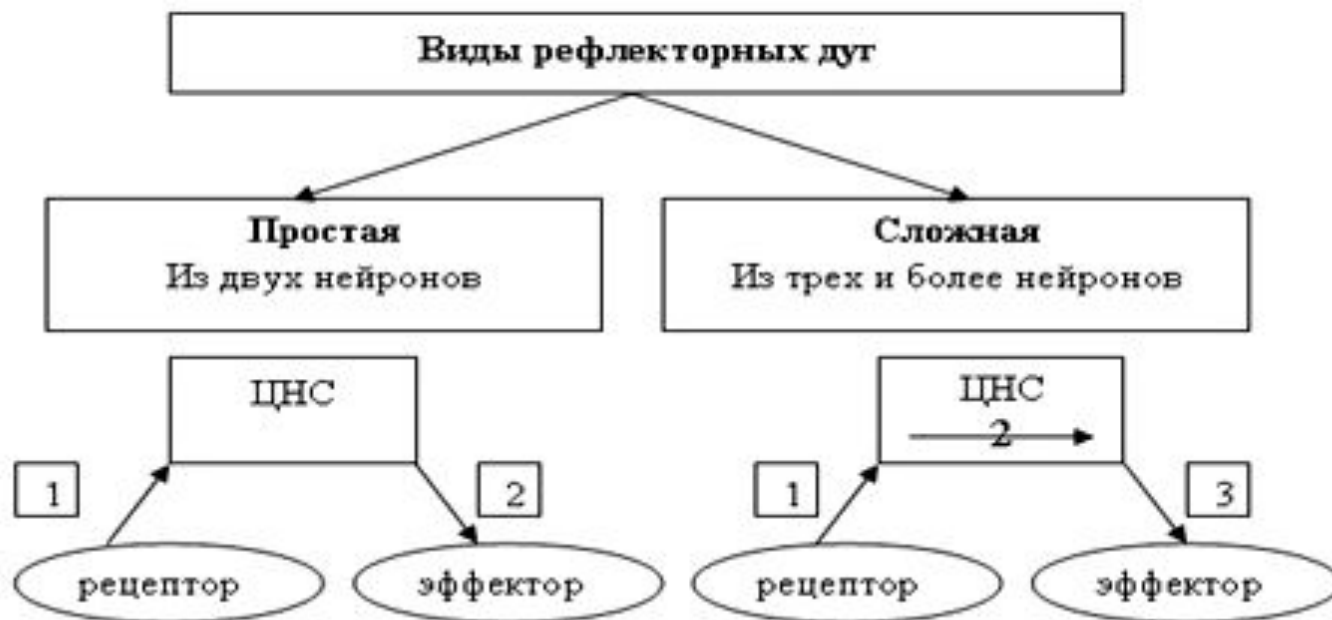 Виды рефлекторных дуг
Простая
Из двух нейронов
Сложная
Из трех и более нейронов
ЦНС
1
2
рецептор
эффектор
ЦНС
2
1
3
рецептор
эффектор